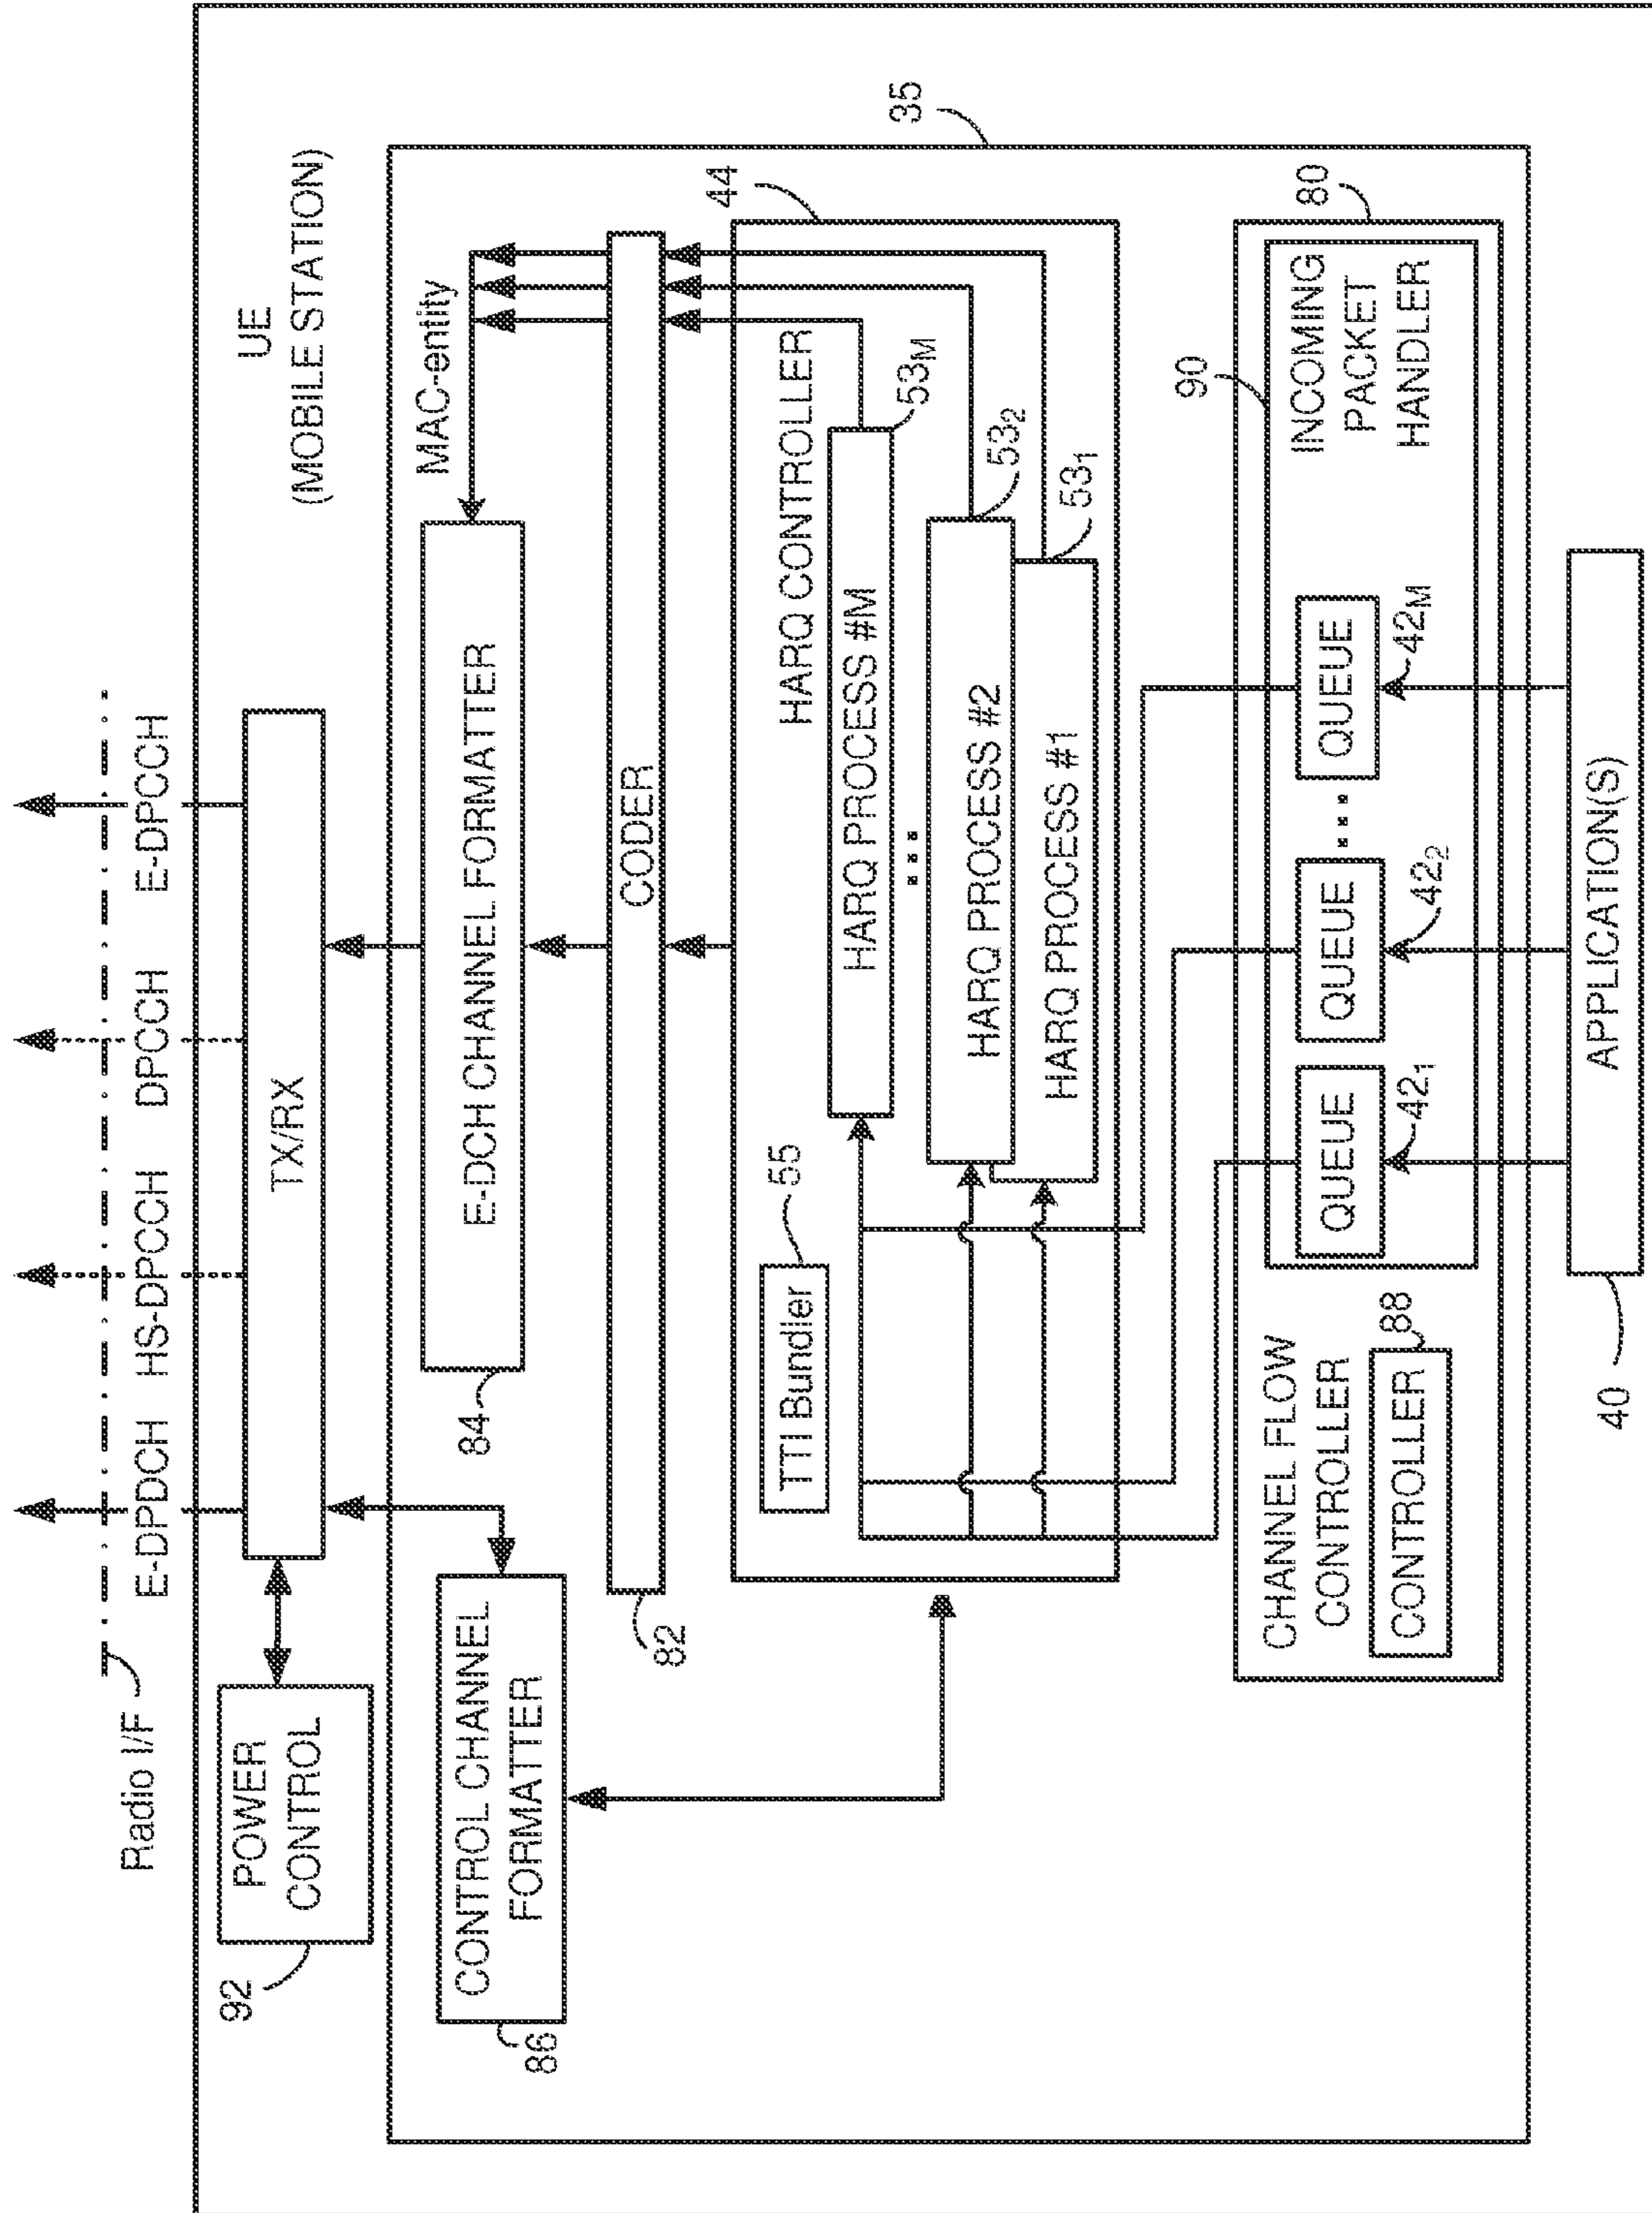 UE
(MOBILE STATION)
Radio I/F
E-DPDCH
HS-DPCCH
DPCCH
E-DPCCH
92
POWER
CONTROL
TX/RX
MAC-entity
35
86
CONTROL CHANNEL
FORMATTER
84
E-DCH CHANNEL FORMATTER
82
CODER
44
HARQ CONTROLLER
55
TTI Bundler
HARQ PROCESS #M
53M
...
HARQ PROCESS #2
53₂
HARQ PROCESS #1
53₁
80
90
CHANNEL FLOW
CONTROLLER
CONTROLLER
88
INCOMING
PACKET
HANDLER
QUEUE
QUEUE
...
QUEUE
42₁
42₂
42M
40
APPLICATION(S)